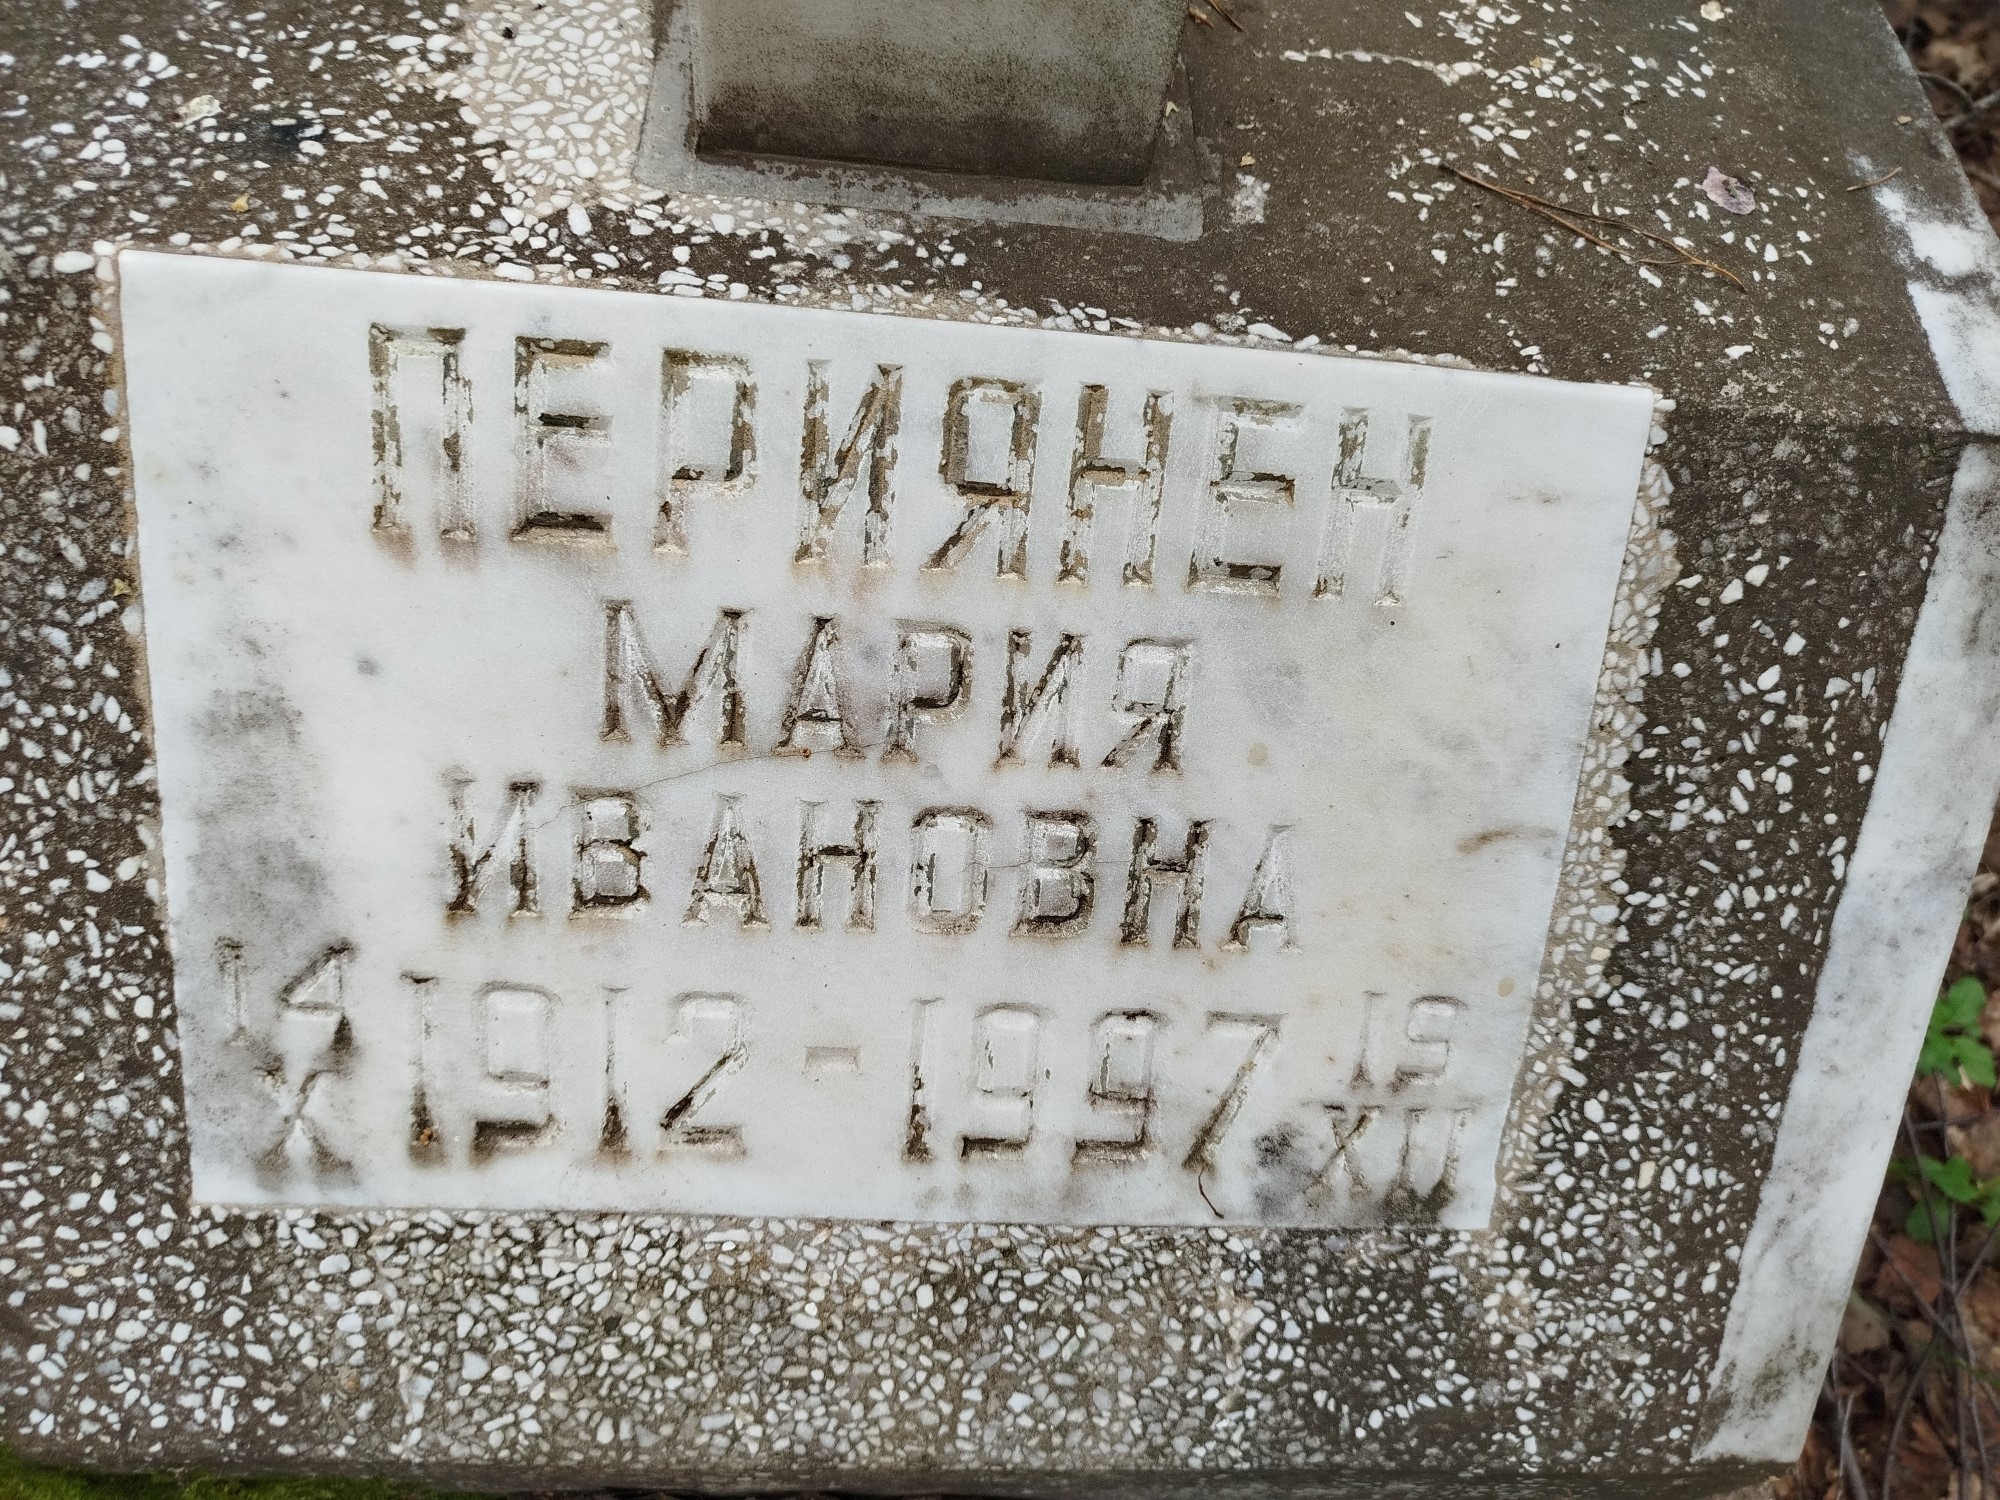 ПЕРИЯНЕН
МАРИЯ
ИВАНОВНА
14 X 1912 - 1997 19 XII